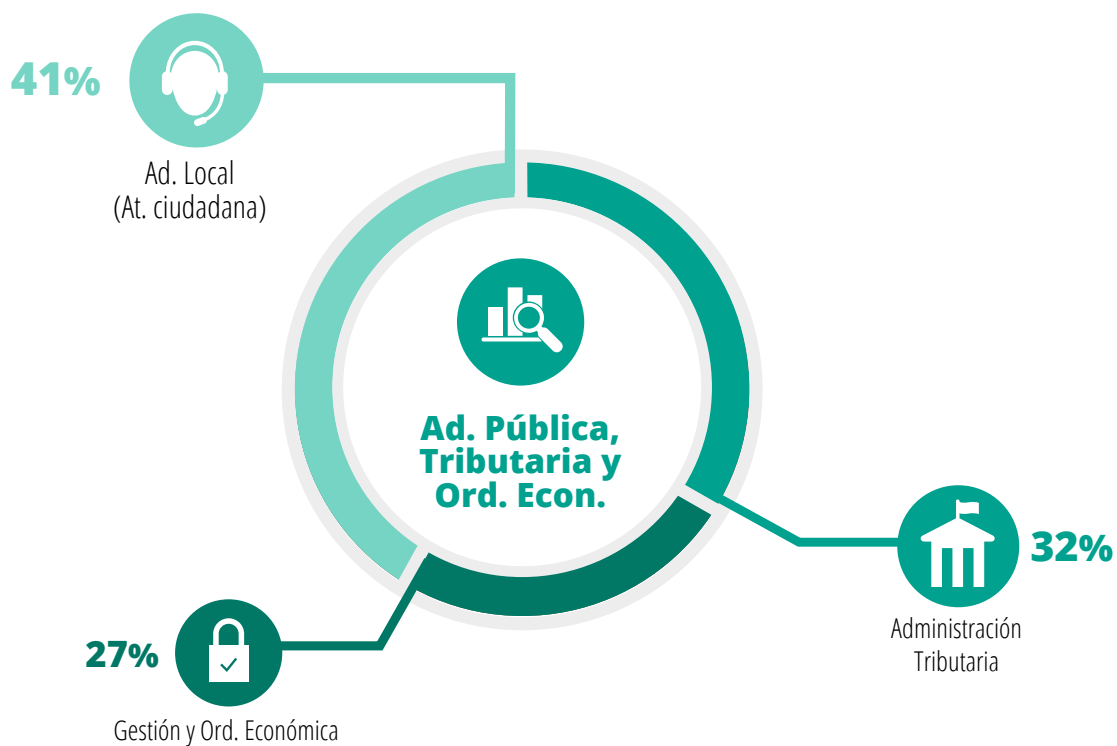 41%
Ad. Local
(At. ciudadana)
Ad. Pública,
Tributaria y
Ord. Econ.
32%
Administración
Tributaria
27%
Gestión y Ord. Económica